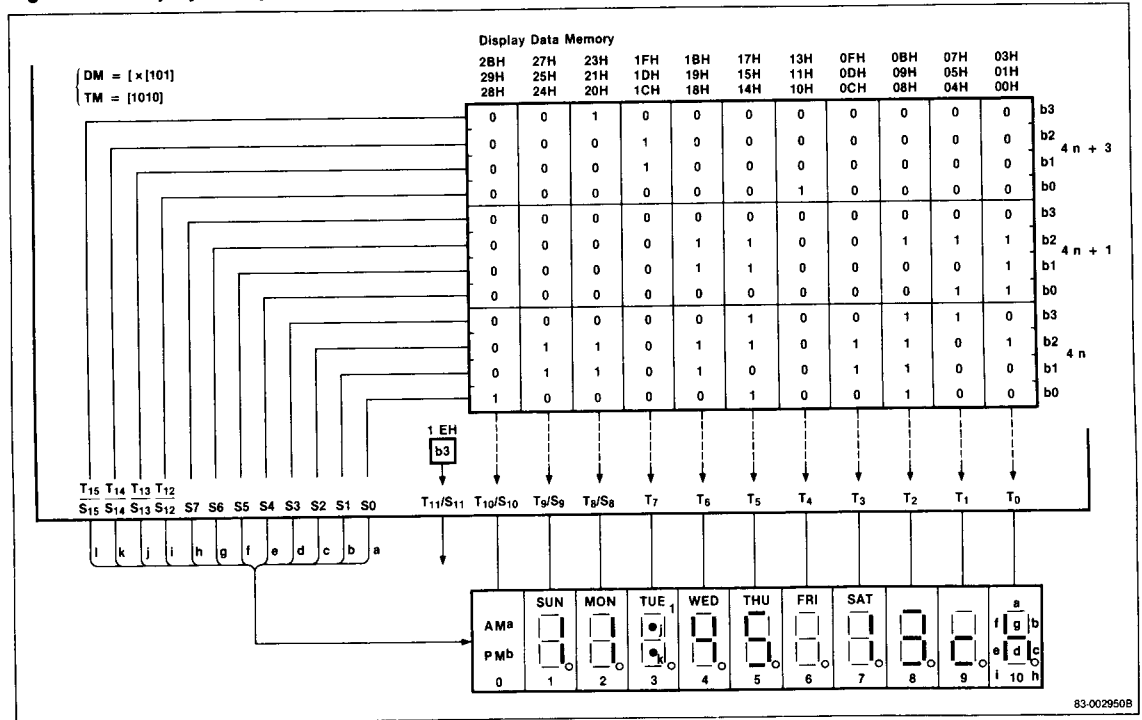 Display Data Memory
2BH 27H 23H 1FH 1BH 17H 13H 0FH 0BH 07H 03H
29H 25H 21H 1DH 19H 15H 11H 0DH 09H 05H 01H
28H 24H 20H 1CH 18H 14H 10H 0CH 08H 04H 00H
DM = [x[101]
TM = [1010]
0 0 1 0 0 0 0 0 0 0 0 b3
0 0 0 1 0 0 0 0 0 0 0 b2
4 n + 3
0 0 0 1 0 0 0 0 0 0 0 b1
0 0 0 0 0 0 1 0 0 0 0 b0
0 0 0 0 0 0 0 0 0 0 0 b3
0 0 0 0 1 1 0 0 1 1 1 b2
4 n + 1
0 0 0 0 1 1 0 0 0 0 1 b1
0 0 0 0 0 0 0 0 0 1 1 b0
0 0 0 0 0 1 0 0 1 1 0 b3
0 1 1 0 1 1 0 1 1 0 1 b2
4 n
0 1 1 0 1 0 0 1 1 0 0 b1
1 0 0 0 0 1 0 0 1 0 0 b0
1 EH
b3
T15 T14 T13 T12
S15 S14 S13 S12 S7 S6 S5 S4 S3 S2 S1 S0 T11/S11 T10/S10 T9/S9 T8/S8 T7 T6 T5 T4 T3 T2 T1 T0
l k j i h g f e d c b a
SUN MON TUE 1 WED THU FRI SAT a
AMa j f g b
PMb k e d c
0 1 2 3 4 5 6 7 8 9 i 10 h
83-002950B